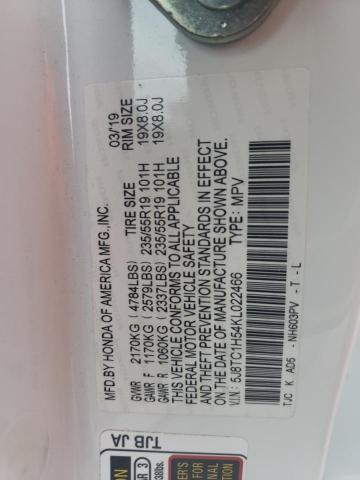 MFD.BY HONDA OF AMERICA MFG.,INC. 03/19
TIRE SIZE RIM SIZE
GVWR 2170KG (4784LBS)
GAWR F 1170KG (2579LBS) 235/55R19 101H 19X8.0J
GAWR R 1060KG (2337LBS) 235/55R19 101H 19X8.0J
THIS VEHICLE CONFORMS TO ALL APPLICABLE
FEDERAL MOTOR VEHICLE SAFETY
AND THEFT PREVENTION STANDARDS IN EFFECT
ON THE DATE OF MANUFACTURE SHOWN ABOVE.
V.I.N: 5J8TC1H54KL022466
TYPE: MPV
TJC K A05 - NH603PV - T - L
TJB JA